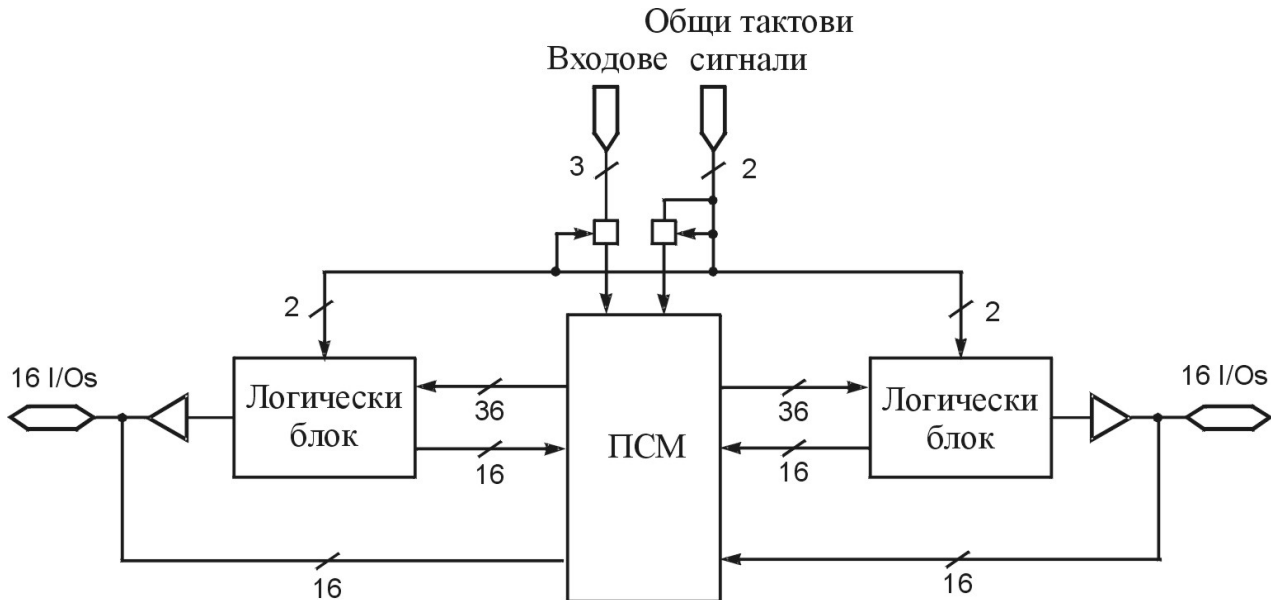 Общи тактови
Входове сигнали
3
2
2
2
16 I/Os
16 I/Os
Логически
блок
36
16
ПСМ
36
16
Логически
блок
16
16